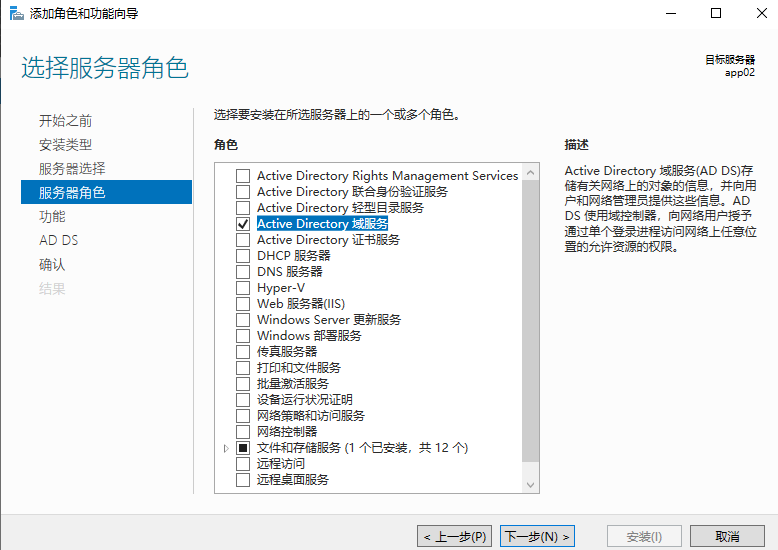 添加角色和功能向导
选择服务器角色
目标服务器
app02
开始之前
安装类型
服务器选择
服务器角色
功能
AD DS
确认
结果
选择要安装在所选服务器上的一个或多个角色。
角色
Active Directory Rights Management Services
Active Directory 联合身份验证服务
Active Directory 轻型目录服务
Active Directory 域服务
Active Directory 证书服务
DHCP 服务器
DNS 服务器
Hyper-V
Web 服务器(IIS)
Windows Server 更新服务
Windows 部署服务
传真服务器
打印和文件服务
批量激活服务
设备运行状况证明
网络策略和访问服务
网络控制器
文件和存储服务 (1 个已安装，共 12 个)
远程访问
远程桌面服务
描述
Active Directory 域服务(AD DS)存
储有关网络上的对象的信息，并向用
户和网络管理员提供这些信息。AD
DS 使用域控制器，向网络用户授予
通过单个登录进程访问网络上任意位
置的允许资源的权限。
< 上一步(P)
下一步(N) >
安装(I)
取消